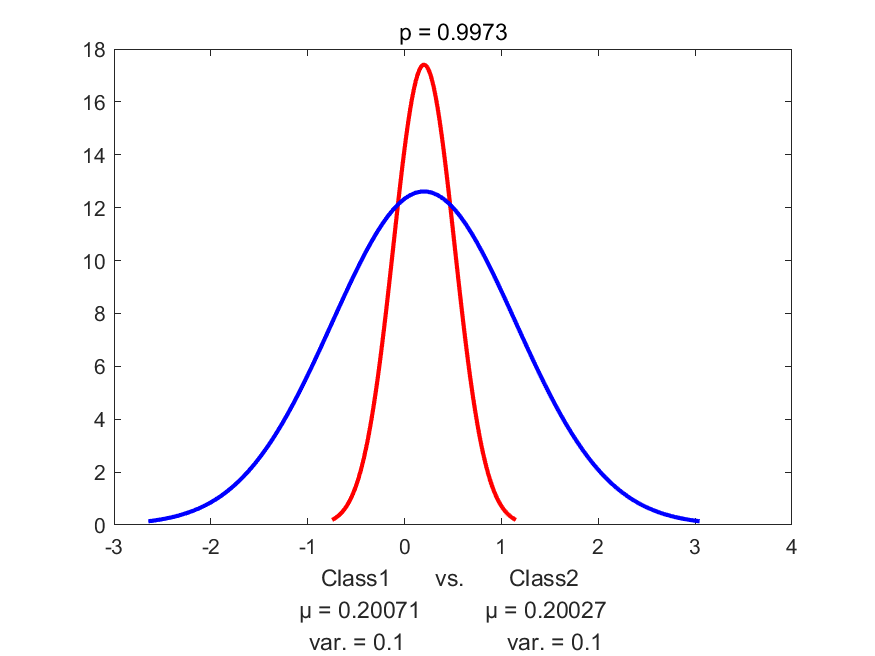 p = 0.9973
18
16
14
12
10
8
6
4
2
0
-3 -2 -1 0 1 2 3 4
Class1 vs. Class2
μ = 0.20071 μ = 0.20027
var. = 0.1 var. = 0.1